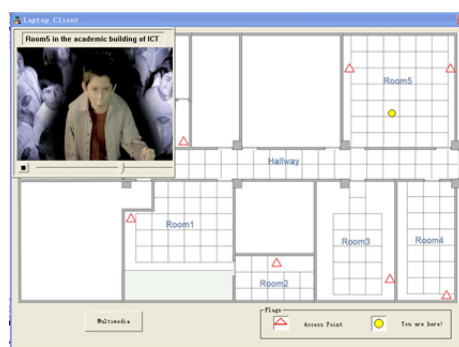 Laptop Client
Room5 in the academic building of ICT
Room5
Hallway
Room1
Room2
Room3
Room4
Multimedia
Flags
Access Point
You are here!